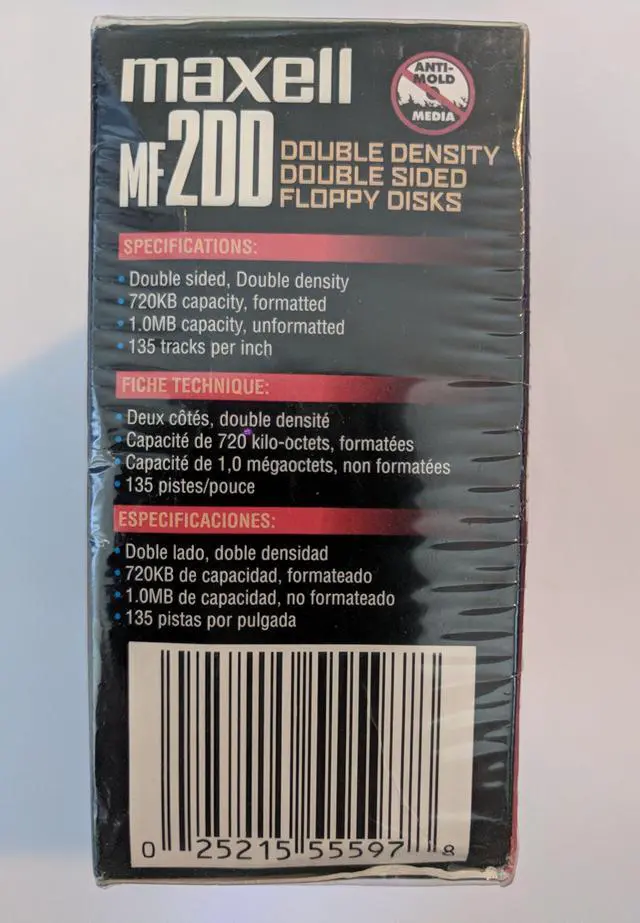 maxell
ANTI-
MOLD
MEDIA
MF2DD
DOUBLE DENSITY
DOUBLE SIDED
FLOPPY DISKS
SPECIFICATIONS:
• Double sided, Double density
• 720KB capacity, formatted
• 1.0MB capacity, unformatted
• 135 tracks per inch
FICHE TECHNIQUE:
• Deux côtés, double densité
• Capacité de 720 kilo-octets, formatées
• Capacité de 1,0 mégaoctets, non formatées
• 135 pistes/pouce
ESPECIFICACIONES:
• Doble lado, doble densidad
• 720KB de capacidad, formateado
• 1.0MB de capacidad, no formateado
• 135 pistas por pulgada
0 25215 55597 8